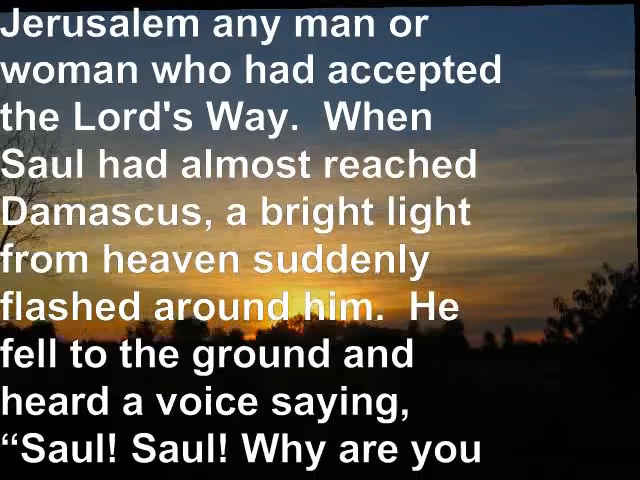 Jerusalem any man or
woman who had accepted
the Lord's Way.  When
Saul had almost reached
Damascus, a bright light
from heaven suddenly
flashed around him.  He
fell to the ground and
heard a voice saying,
“Saul! Saul! Why are you